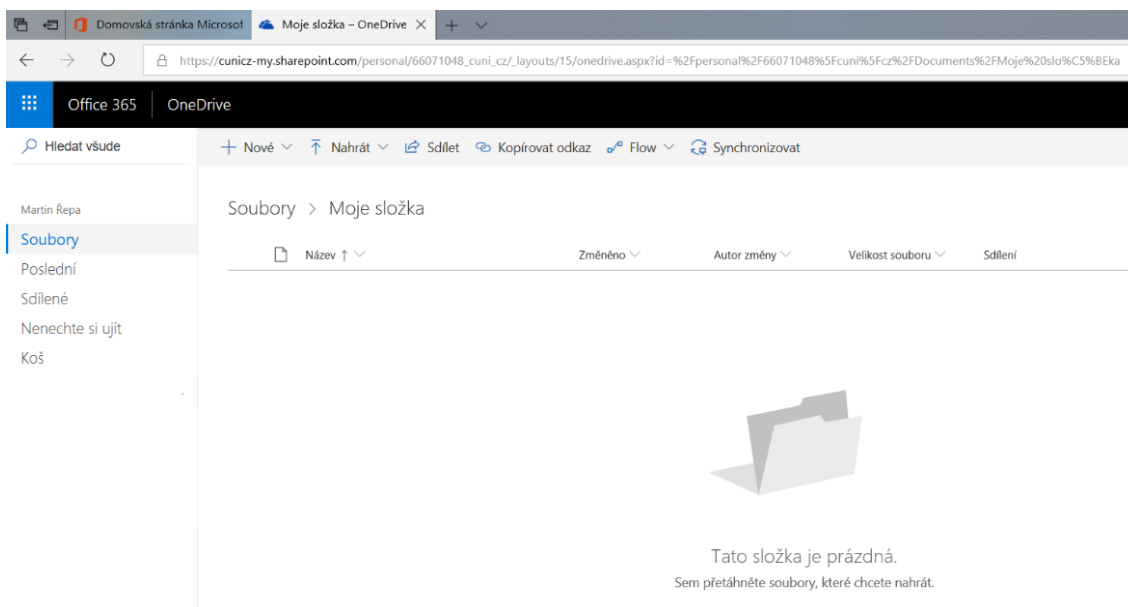 Domovská stránka Microsof Moje složka – OneDrive
https://cunicz-my.sharepoint.com/personal/66071048_cuni_cz/_layouts/15/onedrive.aspx?id=%2Fpersonal%2F66071048%5Fcuni%5Fcz%2FDocuments%2FMoje%20slo%C5%BEka
Office 365 OneDrive
Hledat všude Nové Nahrát Sdílet Kopírovat odkaz Flow Synchronizovat
Martin Řepa
Soubory > Moje složka
Soubory
Poslední
Sdílené
Nenechte si ujít
Koš
Název ↑ Změněno Autor změny Velikost souboru Sdílení
Tato složka je prázdná.
Sem přetáhněte soubory, které chcete nahrát.